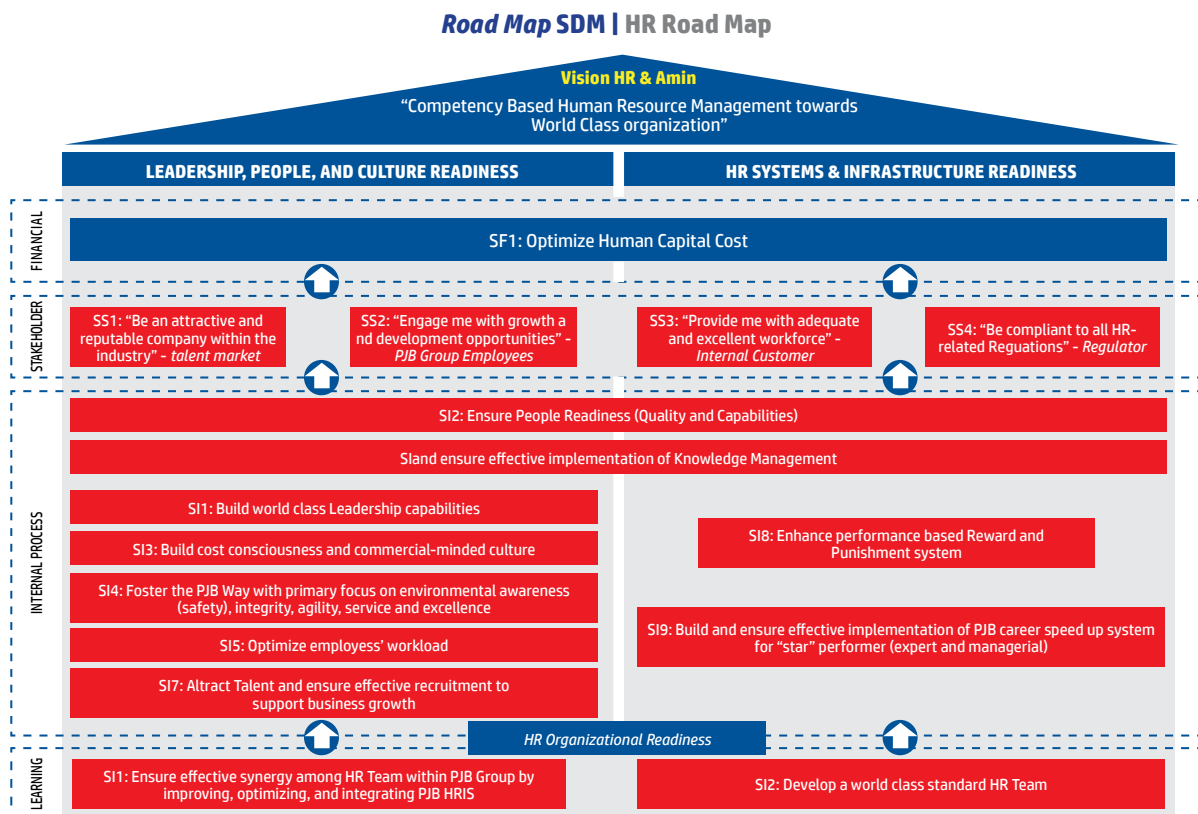 Road Map SDM | HR Road Map
Vision HR & Amin
“Competency Based Human Resource Management towards
World Class organization”
LEADERSHIP, PEOPLE, AND CULTURE READINESS
HR SYSTEMS & INFRASTRUCTURE READINESS
FINANCIAL
SF1: Optimize Human Capital Cost
STAKEHOLDER
SS1: “Be an attractive and
reputable company within the
industry” - talent market
SS2: “Engage me with growth a
nd development opportunities” -
PJB Group Employees
SS3: “Provide me with adequate
and excellent workforce” -
Internal Customer
SS4: “Be compliant to all HR-
related Reguations” - Regulator
INTERNAL PROCESS
SI2: Ensure People Readiness (Quality and Capabilities)
SIand ensure effective implementation of Knowledge Management
SI1: Build world class Leadership capabilities
SI3: Build cost consciousness and commercial-minded culture
SI4: Foster the PJB Way with primary focus on environmental awareness
(safety), integrity, agility, service and excellence
SI5: Optimize employess’ workload
SI7: Altract Talent and ensure effective recruitment to
support business growth
SI8: Enhance performance based Reward and
Punishment system
SI9: Build and ensure effective implementation of PJB career speed up system
for “star” performer (expert and managerial)
HR Organizational Readiness
LEARNING
SI1: Ensure effective synergy among HR Team within PJB Group by
improving, optimizing, and integrating PJB HRIS
SI2: Develop a world class standard HR Team